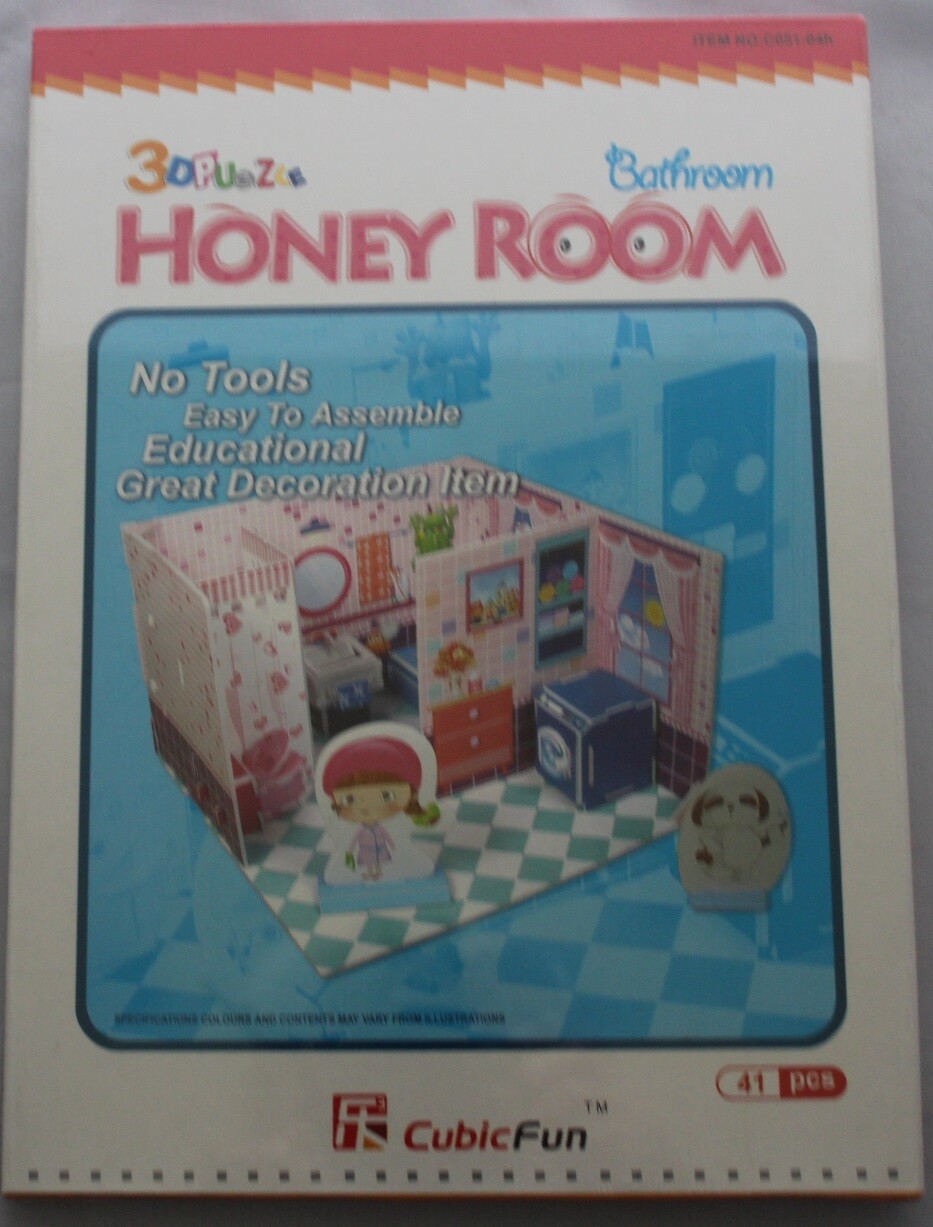 3DPUZZLE
Bathroom
HONEY ROOM
No Tools
Easy To Assemble
Educational
Great Decoration Item
SPECIFICATIONS COLOURS AND CONTENTS MAY VARY FROM ILLUSTRATIONS
41 pcs
CubicFun TM